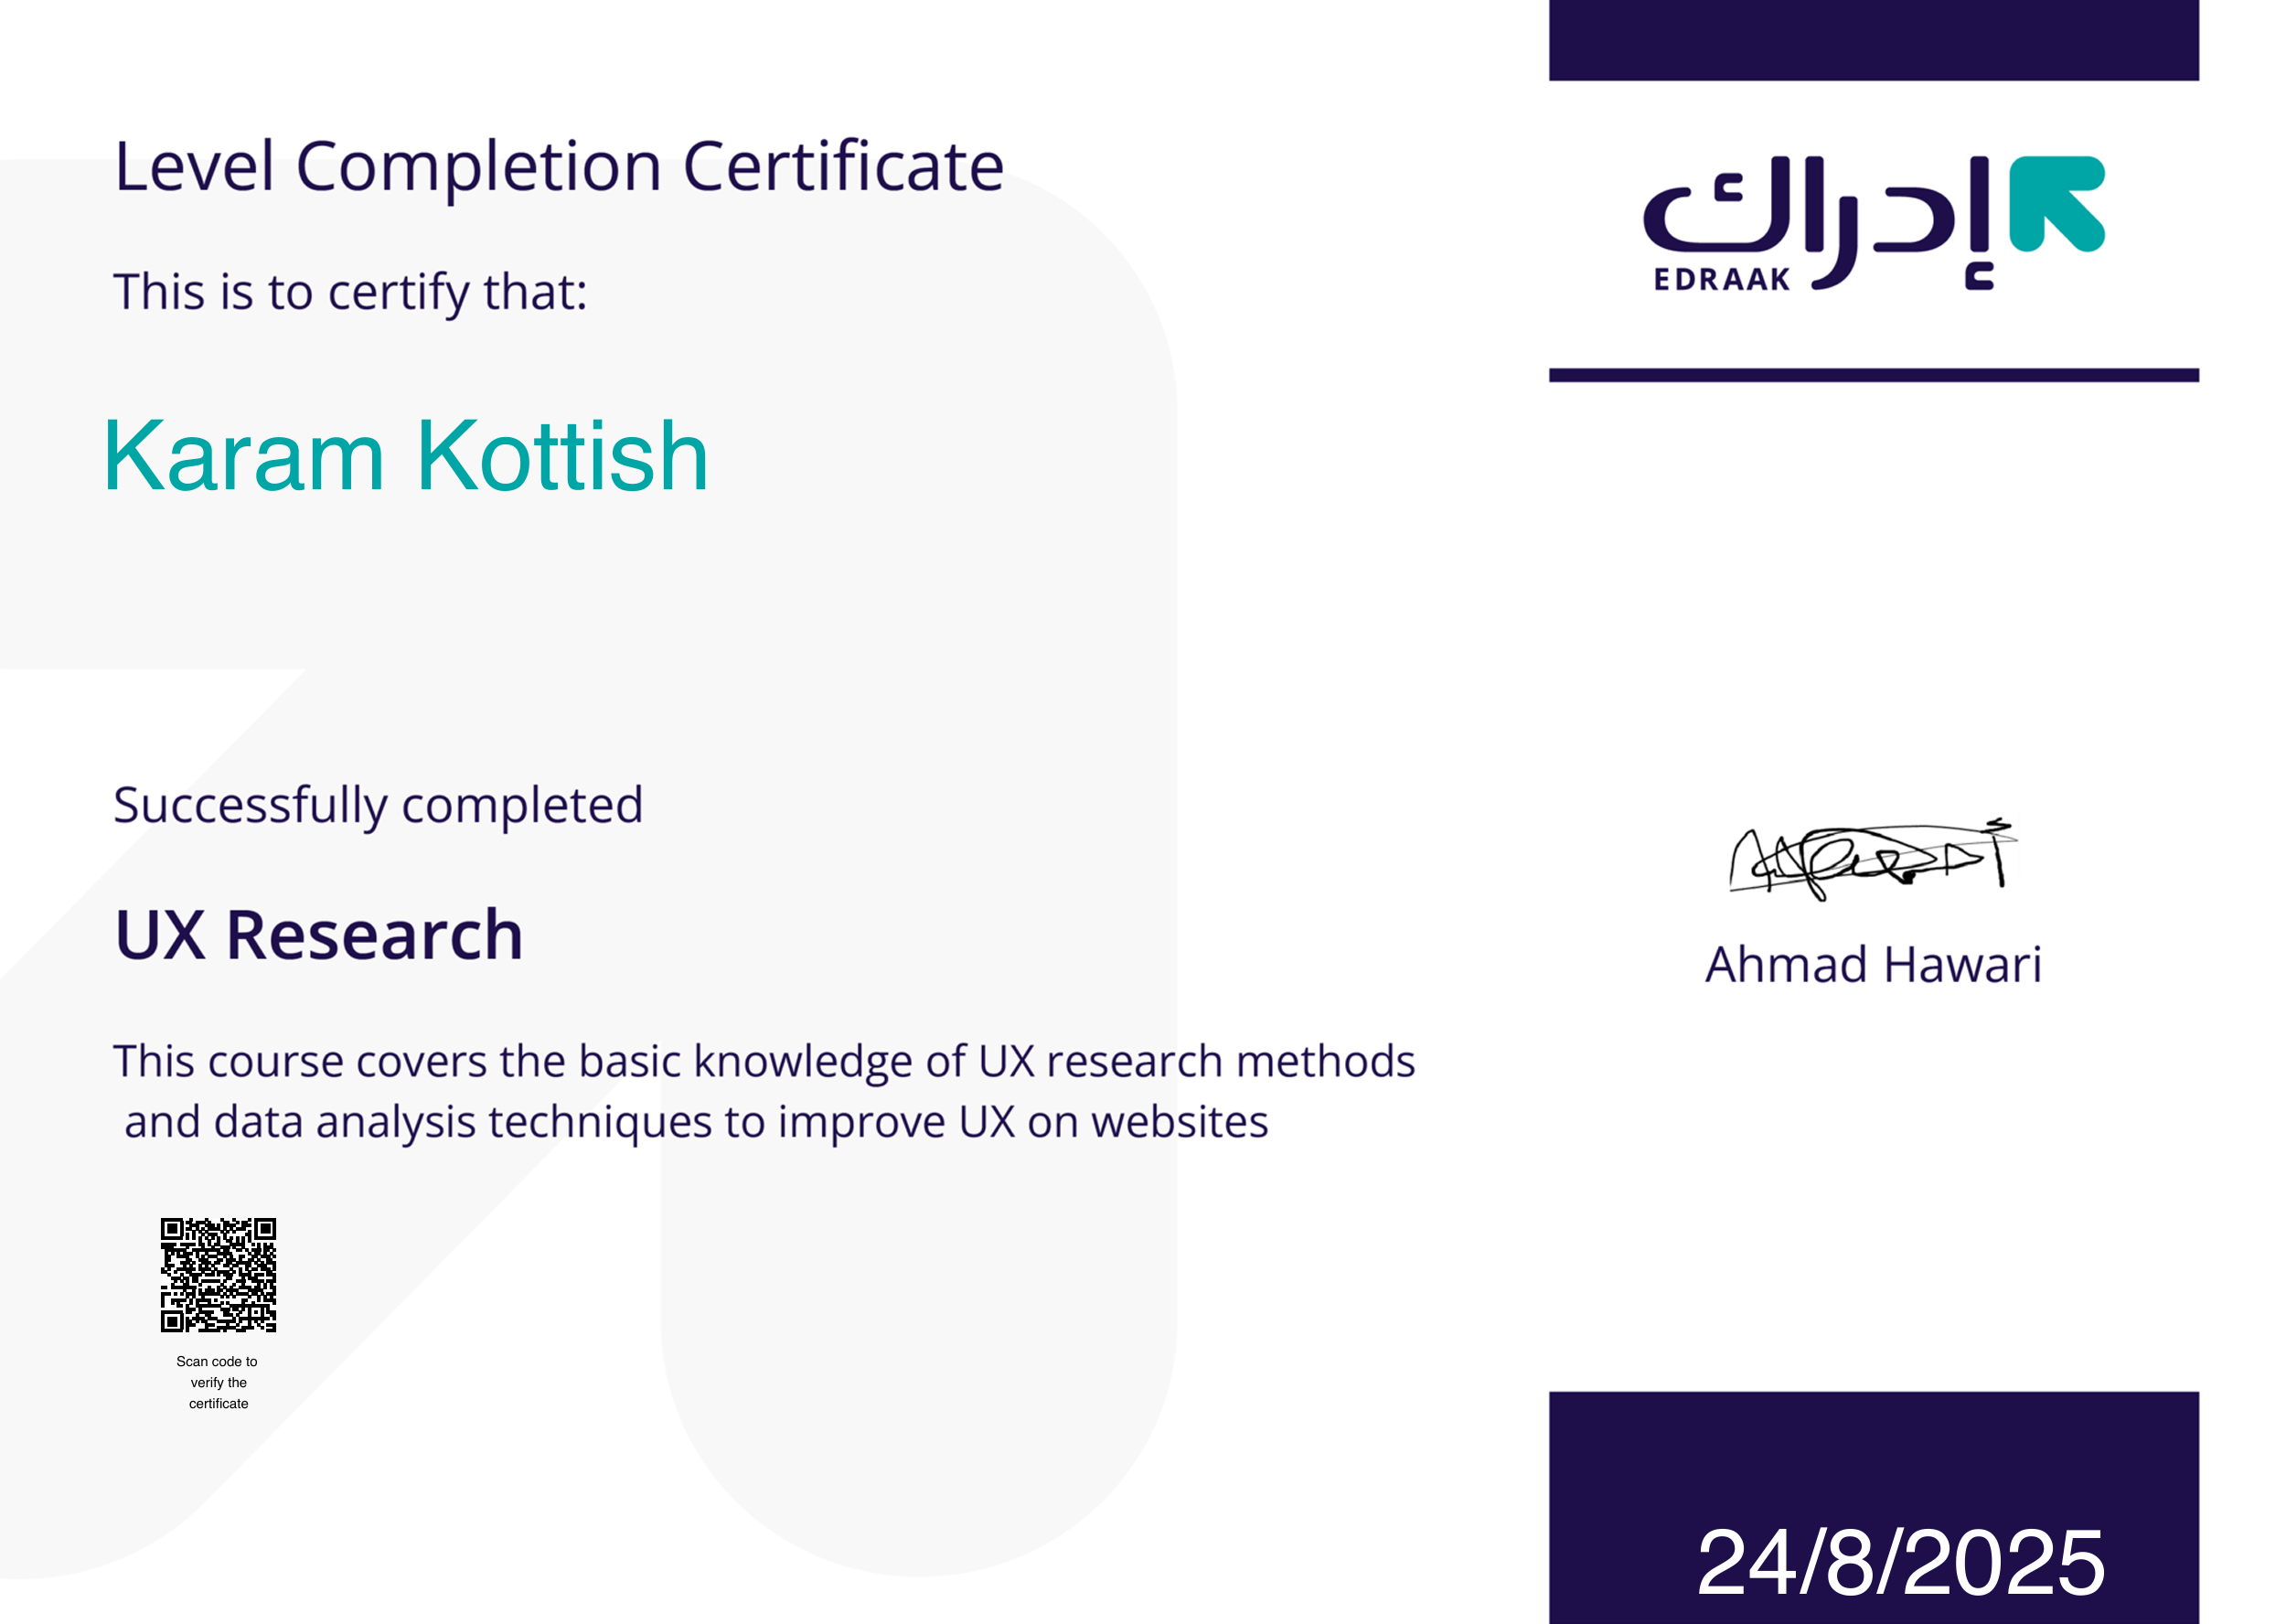 Level Completion Certificate
This is to certify that:
Karam Kottish
Successfully completed
UX Research
This course covers the basic knowledge of UX research methods
and data analysis techniques to improve UX on websites
Scan code to
verify the
certificate
إدراك
EDRAAK
Ahmad Hawari
24/8/2025